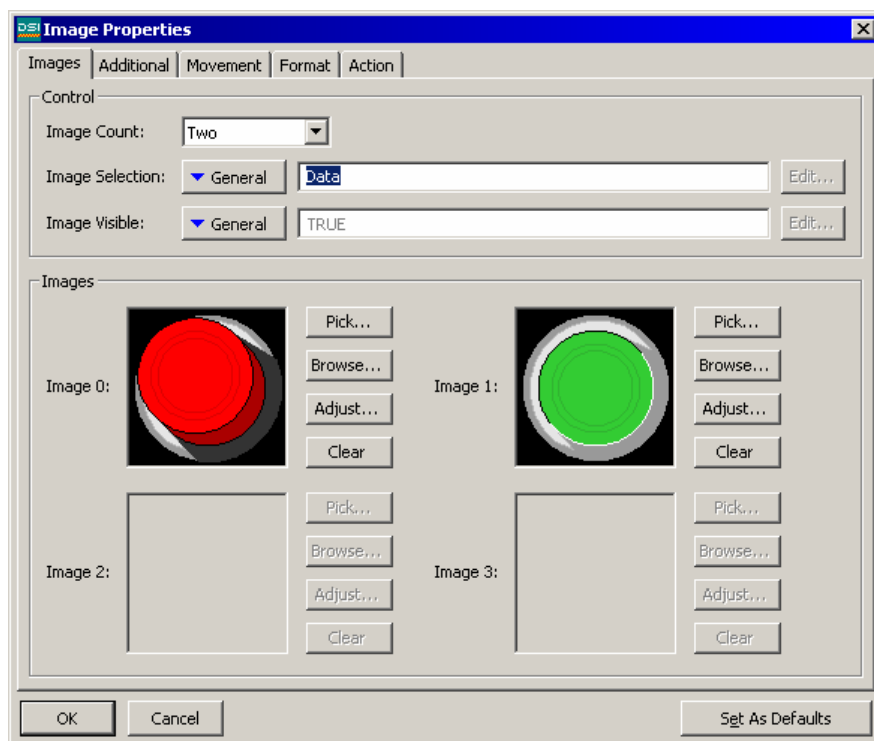 DSI Image Properties
Images Additional Movement Format Action
Control
Image Count: Two
Image Selection: General Data Edit...
Image Visible: General TRUE Edit...
Images
Image 0: Pick... Browse... Adjust... Clear
Image 1: Pick... Browse... Adjust... Clear
Image 2: Pick... Browse... Adjust... Clear
Image 3: Pick... Browse... Adjust... Clear
OK Cancel Set As Defaults